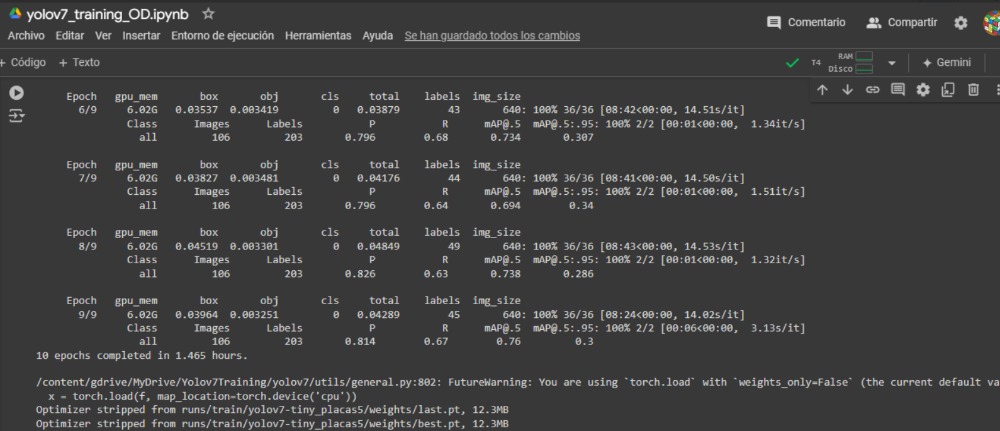 yolov7_training_OD.ipynb
Comentario Compartir
Archivo Editar Ver Insertar Entorno de ejecución Herramientas Ayuda Se han guardado todos los cambios
+ Código + Texto T4 RAM Disco Gemini
Epoch gpu_mem box obj cls total labels img_size
6/9 6.02G 0.03537 0.003419 0 0.03879 43 640: 100% 36/36 [08:42<00:00, 14.51s/it]
Class Images Labels P R mAP@.5 mAP@.5:.95: 100% 2/2 [00:01<00:00, 1.34it/s]
all 106 203 0.796 0.68 0.734 0.307
Epoch gpu_mem box obj cls total labels img_size
7/9 6.02G 0.03827 0.003481 0 0.04176 44 640: 100% 36/36 [08:41<00:00, 14.50s/it]
Class Images Labels P R mAP@.5 mAP@.5:.95: 100% 2/2 [00:01<00:00, 1.51it/s]
all 106 203 0.796 0.64 0.694 0.34
Epoch gpu_mem box obj cls total labels img_size
8/9 6.02G 0.04519 0.003301 0 0.04849 49 640: 100% 36/36 [08:43<00:00, 14.53s/it]
Class Images Labels P R mAP@.5 mAP@.5:.95: 100% 2/2 [00:01<00:00, 1.32it/s]
all 106 203 0.826 0.63 0.738 0.286
Epoch gpu_mem box obj cls total labels img_size
9/9 6.02G 0.03964 0.003251 0 0.04289 45 640: 100% 36/36 [08:24<00:00, 14.02s/it]
Class Images Labels P R mAP@.5 mAP@.5:.95: 100% 2/2 [00:06<00:00, 3.13s/it]
all 106 203 0.814 0.67 0.76 0.3
10 epochs completed in 1.465 hours.
/content/gdrive/MyDrive/Yolov7Training/yolov7/utils/general.py:802: FutureWarning: You are using `torch.load` with `weights_only=False` (the current default va
x = torch.load(f, map_location=torch.device('cpu'))
Optimizer stripped from runs/train/yolov7-tiny_placas5/weights/last.pt, 12.3MB
Optimizer stripped from runs/train/yolov7-tiny_placas5/weights/best.pt, 12.3MB